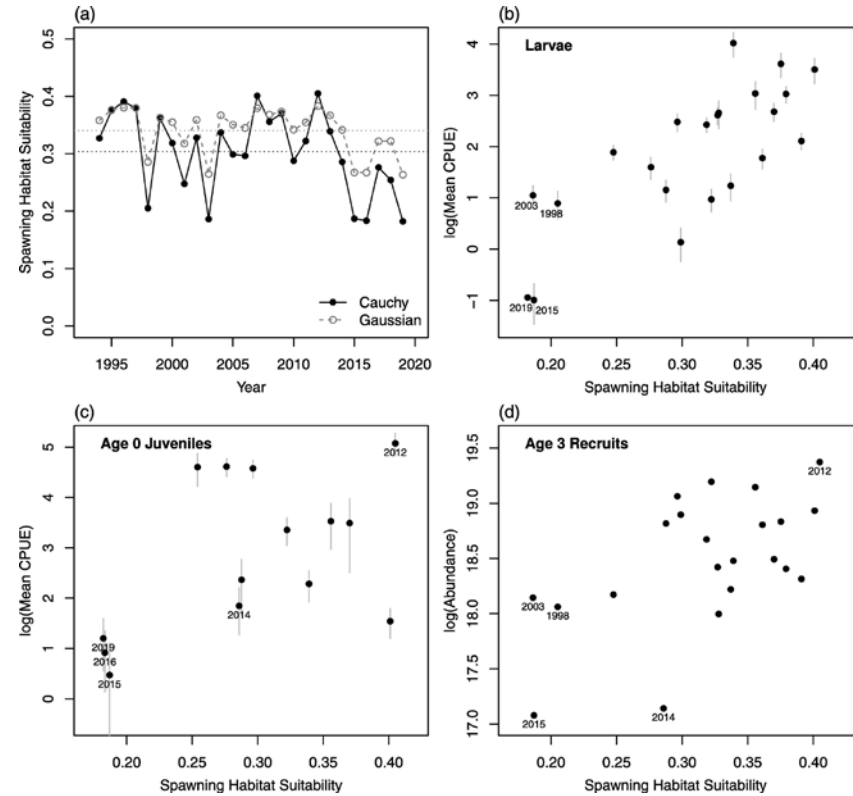 (a)
Spawning Habitat Suitability
0.5
0.4
0.3
0.2
0.1
0.0
Cauchy
Gaussian
1995 2000 2005 2010 2015 2020
Year
(b)
Larvae
log(Mean CPUE)
4
3
2
1
0
−1
2003
1998
2019
2015
0.20 0.25 0.30 0.35 0.40
Spawning Habitat Suitability
(c)
Age 0 Juveniles
log(Mean CPUE)
5
4
3
2
1
0
2012
2014
2019
2016
2015
0.20 0.25 0.30 0.35 0.40
Spawning Habitat Suitability
(d)
Age 3 Recruits
log(Abundance)
19.5
19.0
18.5
18.0
17.5
17.0
2012
2003
1998
2015
2014
0.20 0.25 0.30 0.35 0.40
Spawning Habitat Suitability